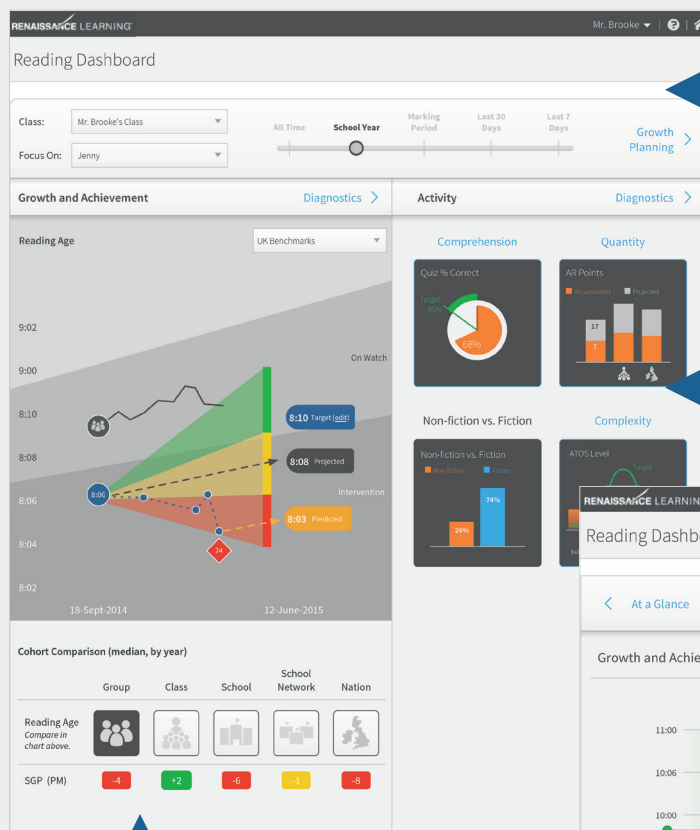 RENAISSANCE LEARNING
Mr. Brooke
?
Reading Dashboard
Class:
Mr. Brooke's Class
Focus On:
Jenny
All Time
School Year
Marking
Period
Last 30
Days
Last 7
Days
Growth
Planning
Growth and Achievement
Diagnostics
Reading Age
UK Benchmarks
9:02
9:00
8:10
8:08
8:06
8:04
8:02
On Watch
8:10 Target (edit)
8:08 Projected
Intervention
8:03 Predicted
8:06
24
18-Sept-2014
12-June-2015
Cohort Comparison (median, by year)
Group
Class
School
School
Network
Nation
Reading Age
Compare in
chart above.
SGP (PM)
-4
+2
-6
-1
-8
Activity
Diagnostics
Comprehension
Quiz % Correct
Target
85%
68%
Quantity
AR Points
Accumulated
Projected
17
7
Non-fiction vs. Fiction
Non-fiction vs. Fiction
Non-Fiction
Fiction
26%
74%
Complexity
ATOS Level
Target
RENAISSANCE LEARNIN
Reading Dashbo
At a Glance
Growth and Achie
11:00
10:06
10:00